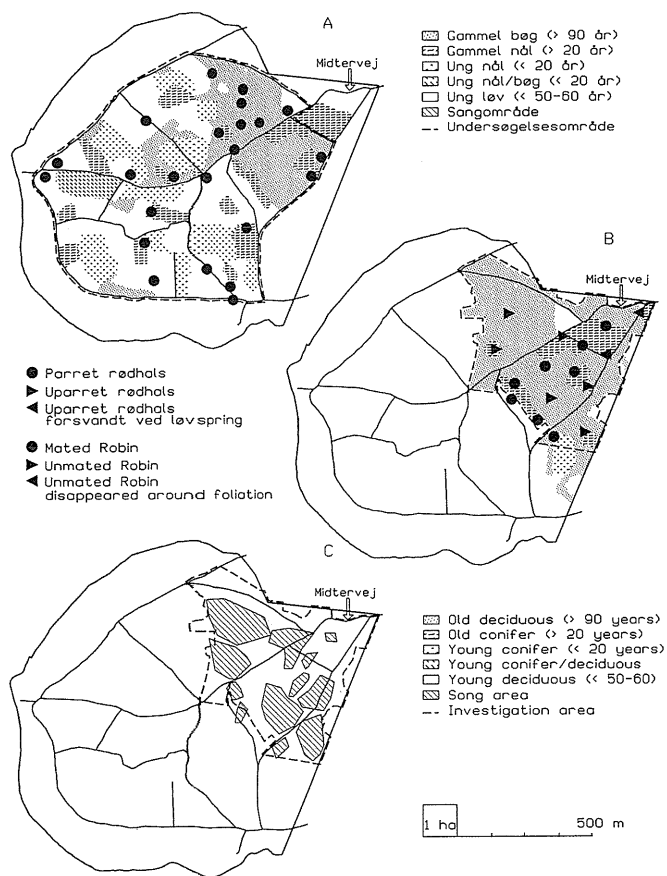 A
Midtervej
Gammel bøg (> 90 år)
Gammel nål (> 20 år)
Ung nål (< 20 år)
Ung nål/bøg (< 20 år)
Ung løv (< 50-60 år)
Sangområde
Undersøgelsesområde
B
Midtervej
Parret rødhals
Uparret rødhals
Uparret rødhals
forsvandt ved løvspring
Mated Robin
Unmated Robin
Unmated Robin
disappeared around foliation
C
Midtervej
Old deciduous (> 90 years)
Old conifer (> 20 years)
Young conifer (< 20 years)
Young conifer/deciduous
Young deciduous (< 50-60)
Song area
Investigation area
1 ha
500 m